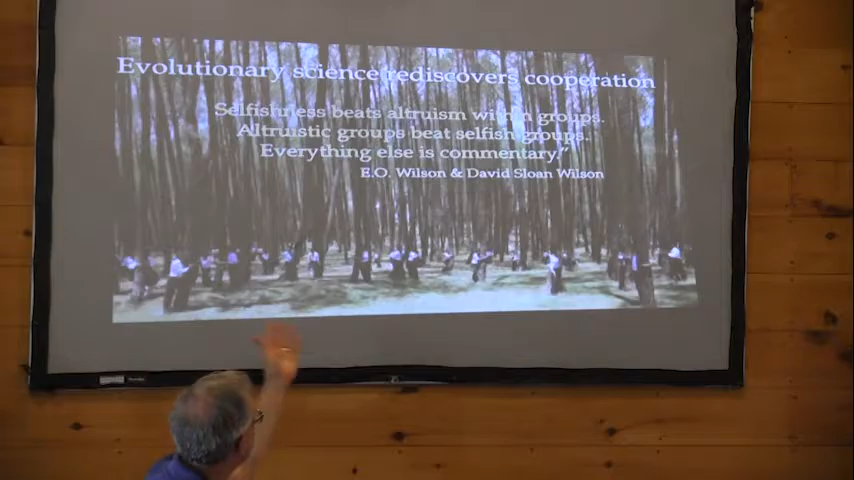 Evolutionary science rediscovers cooperation
Selfishness beats altruism within groups.
Altruistic groups beat selfish groups.
Everything else is commentary."
E.O. Wilson & David Sloan Wilson